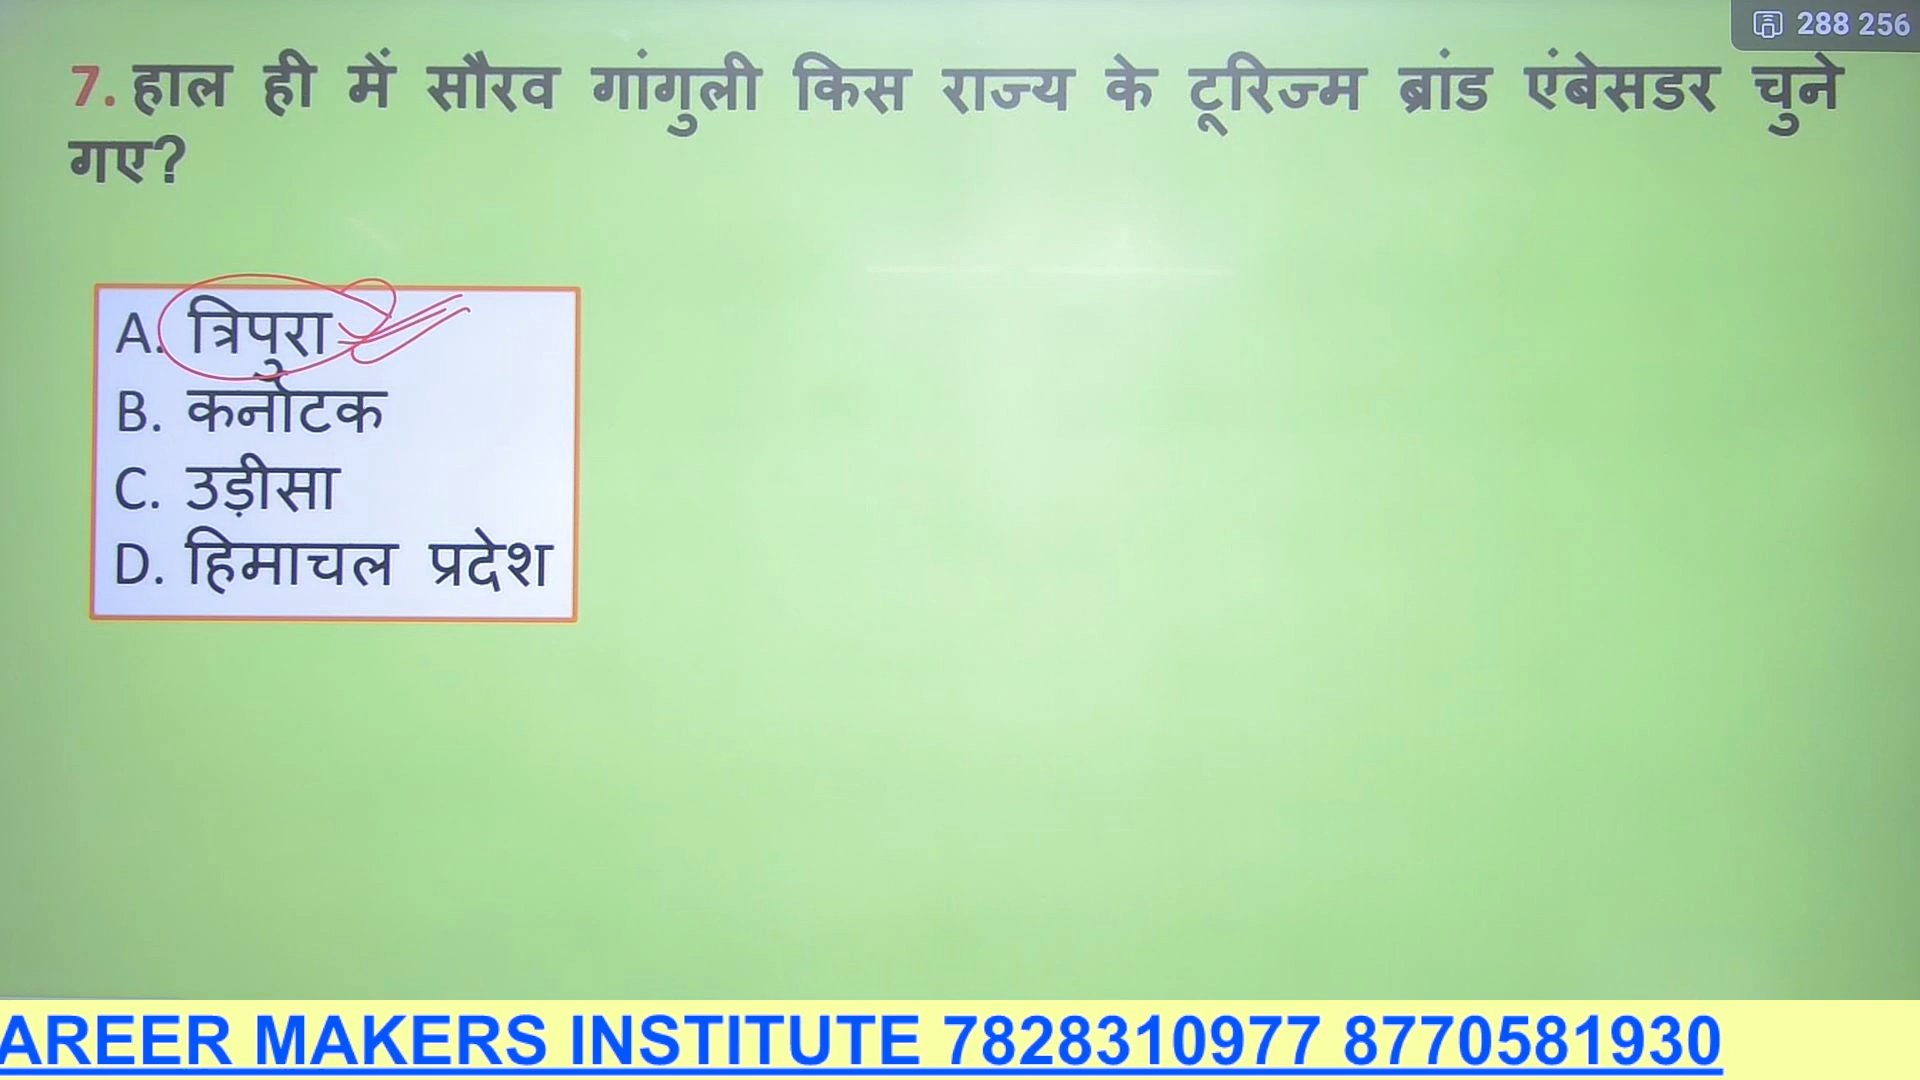 288 256
7. हाल ही में सौरव गांगुली किस राज्य के टूरिज्म ब्रांड एंबेसडर चुने
गए?
A. त्रिपुरा
B. कर्नाटक
C. उड़ीसा
D. हिमाचल प्रदेश
AREER MAKERS INSTITUTE 7828310977 8770581930